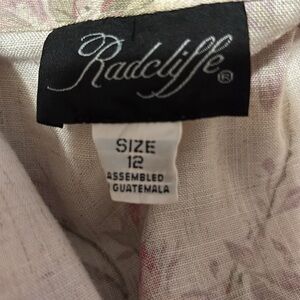 Radcliffe®
SIZE
12
ASSEMBLED
GUATEMALA